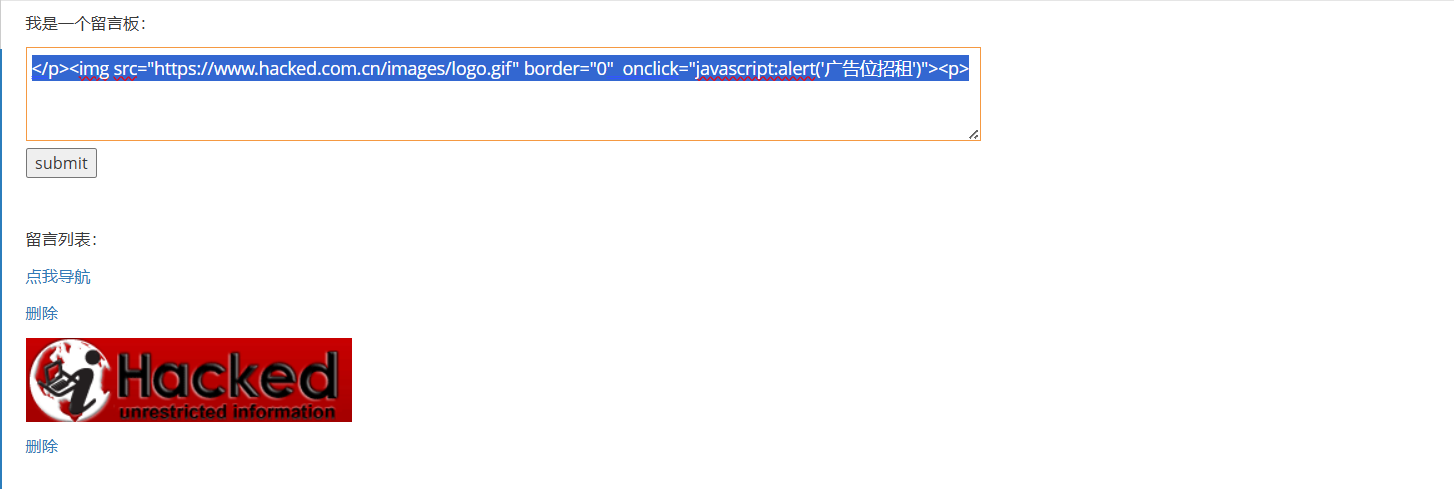 我是一个留言板：
</p><img src="https://www.hacked.com.cn/images/logo.gif" border="0"  onclick="javascript:alert('广告位招租')"><p>
submit
留言列表：
点我导航
删除
Hacked
unrestricted information
删除